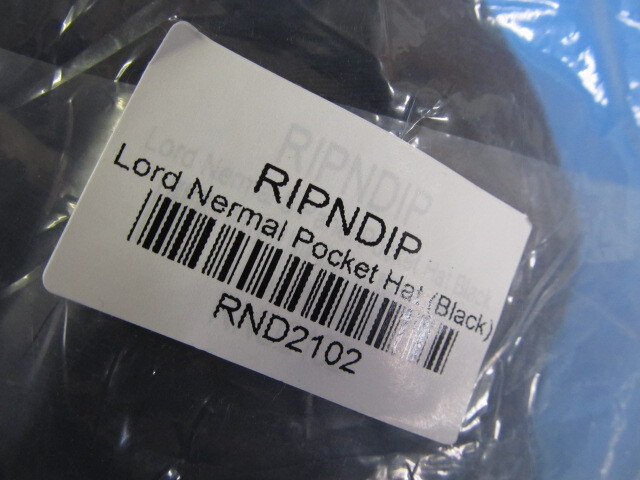 RIPNDIP
Lord Nermal Pocket Hat (Black)
RND2102